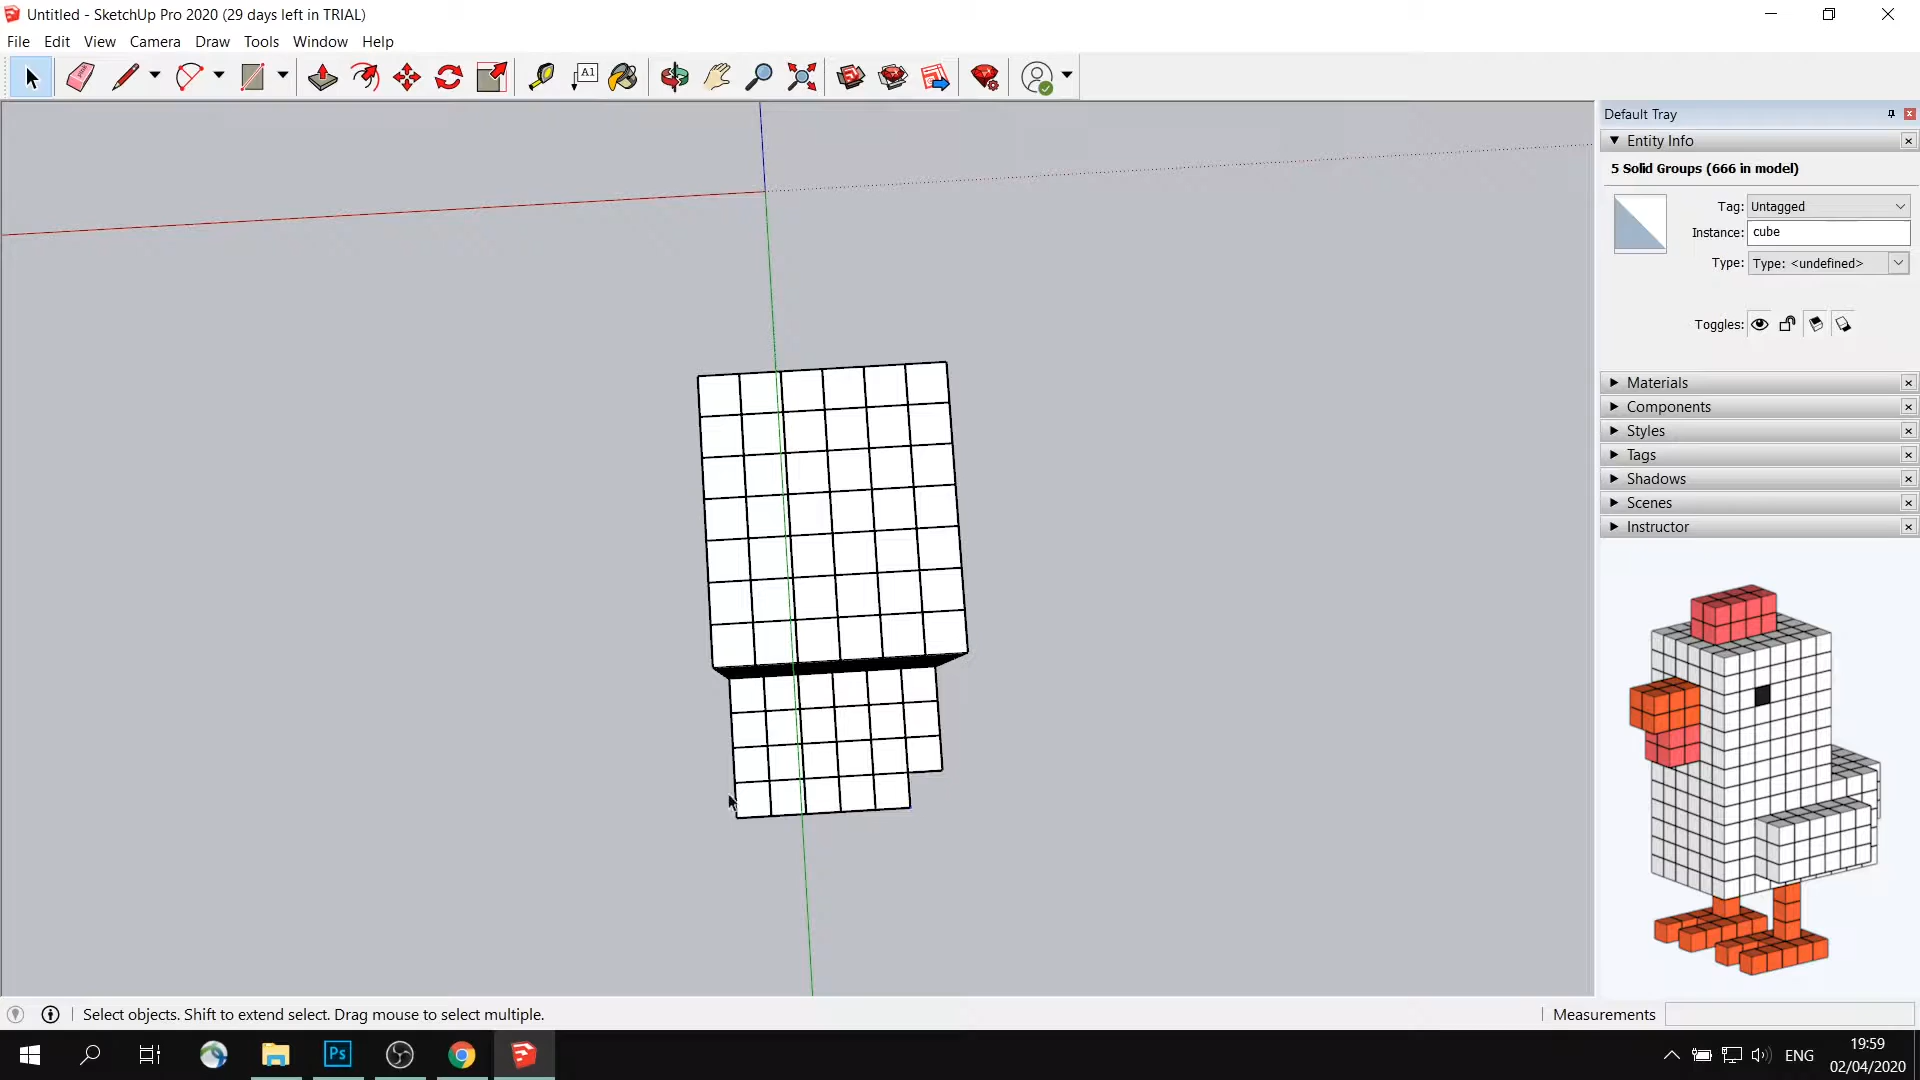 Untitled - SketchUp Pro 2020 (29 days left in TRIAL)
File Edit View Camera Draw Tools Window Help
A1
Default Tray
Entity Info
5 Solid Groups (666 in model)
Tag: Untagged
Instance: cube
Type: Type: <undefined>
Toggles:
Materials
Components
Styles
Tags
Shadows
Scenes
Instructor
Select objects. Shift to extend select. Drag mouse to select multiple.
Measurements
Ps
ENG
19:59
02/04/2020